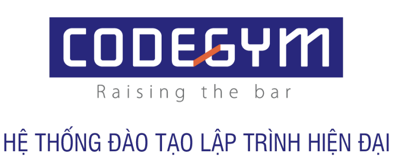 CODEGYM
Raising the bar
HỆ THỐNG ĐÀO TẠO LẬP TRÌNH HIỆN ĐẠI